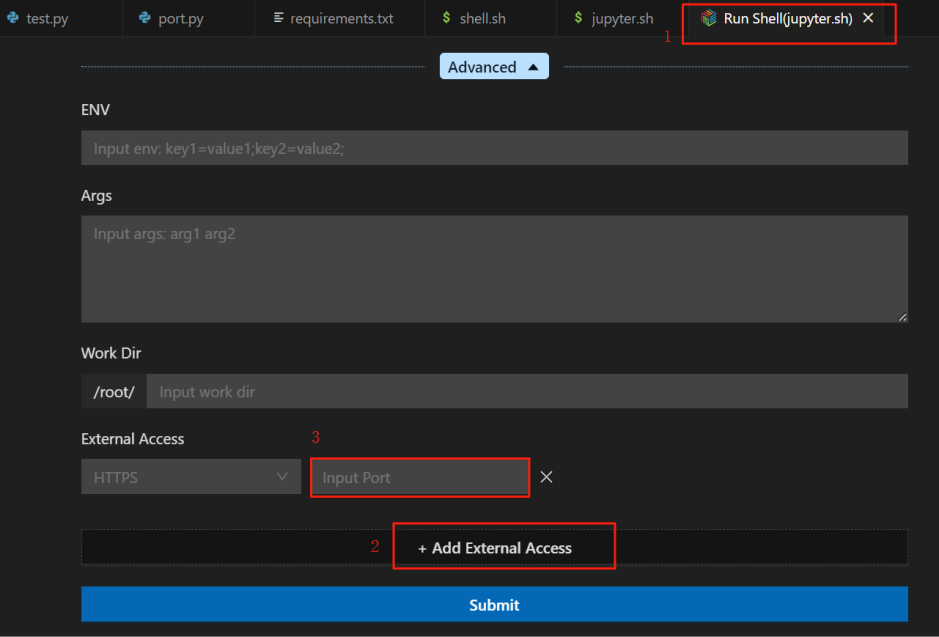 test.py port.py requirements.txt $ shell.sh $ jupyter.sh Run Shell(jupyter.sh)
1
Advanced
ENV
Input env: key1=value1;key2=value2;
Args
Input args: arg1 arg2
Work Dir
/root/ Input work dir
External Access 3
HTTPS Input Port
2 + Add External Access
Submit